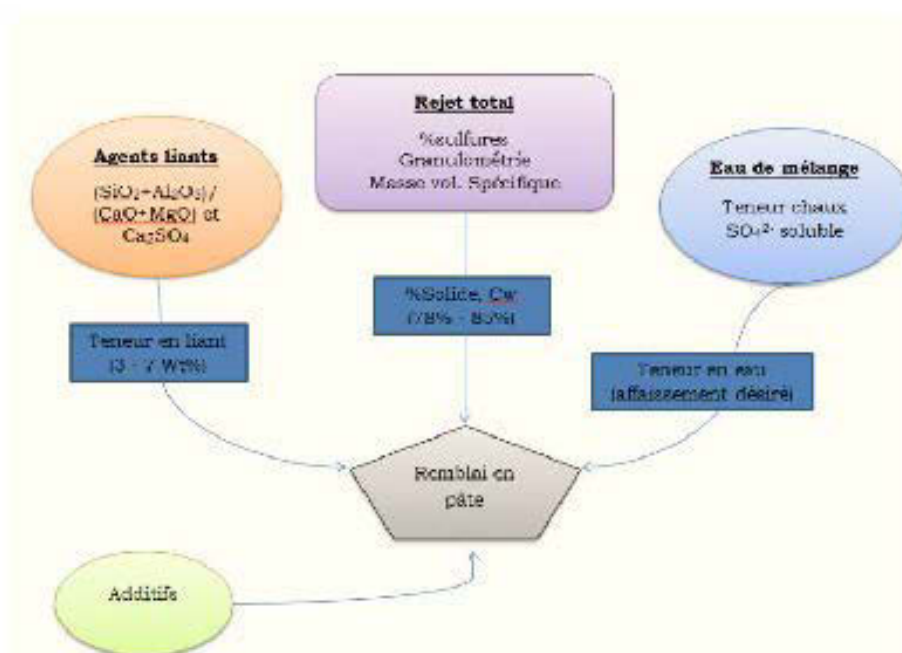 Rejet total
%sulfures
Granulométrie
Masse vol. Spécifique
Agents liants
(SiO₂+Al₂O₃)/
(CaO+MgO) et
Ca₂SO₄
Eau de mélange
Teneur chaux
SO₄²⁻ soluble
%Solide, Cw
(78% - 85%)
Teneur en liant
(3 - 7 Wt%)
Teneur en eau
(affaissement désiré)
Remblai en
pâte
Additifs